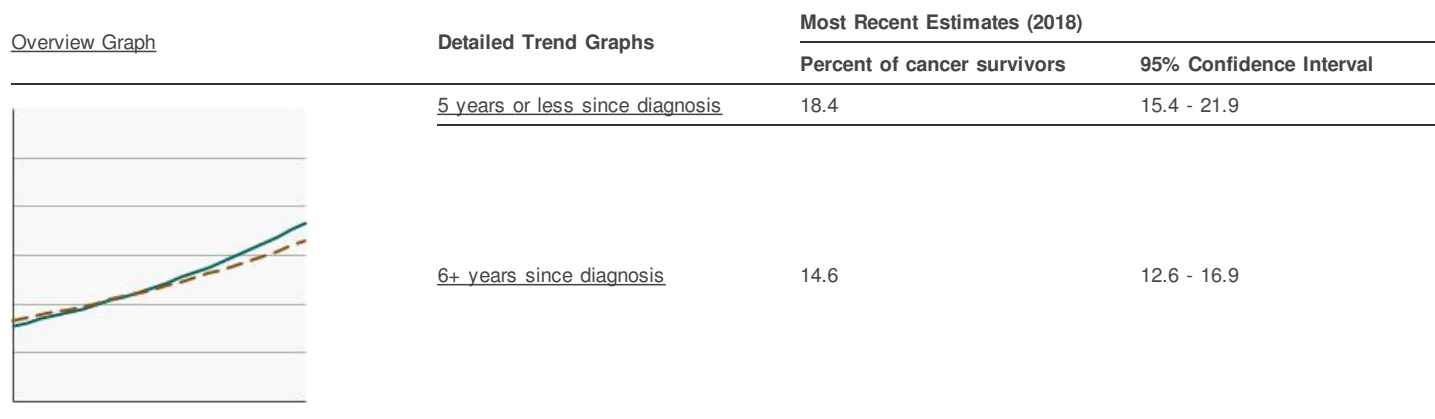 Overview Graph Detailed Trend Graphs Most Recent Estimates (2018)
Percent of cancer survivors 95% Confidence Interval
5 years or less since diagnosis 18.4 15.4 - 21.9
6+ years since diagnosis 14.6 12.6 - 16.9